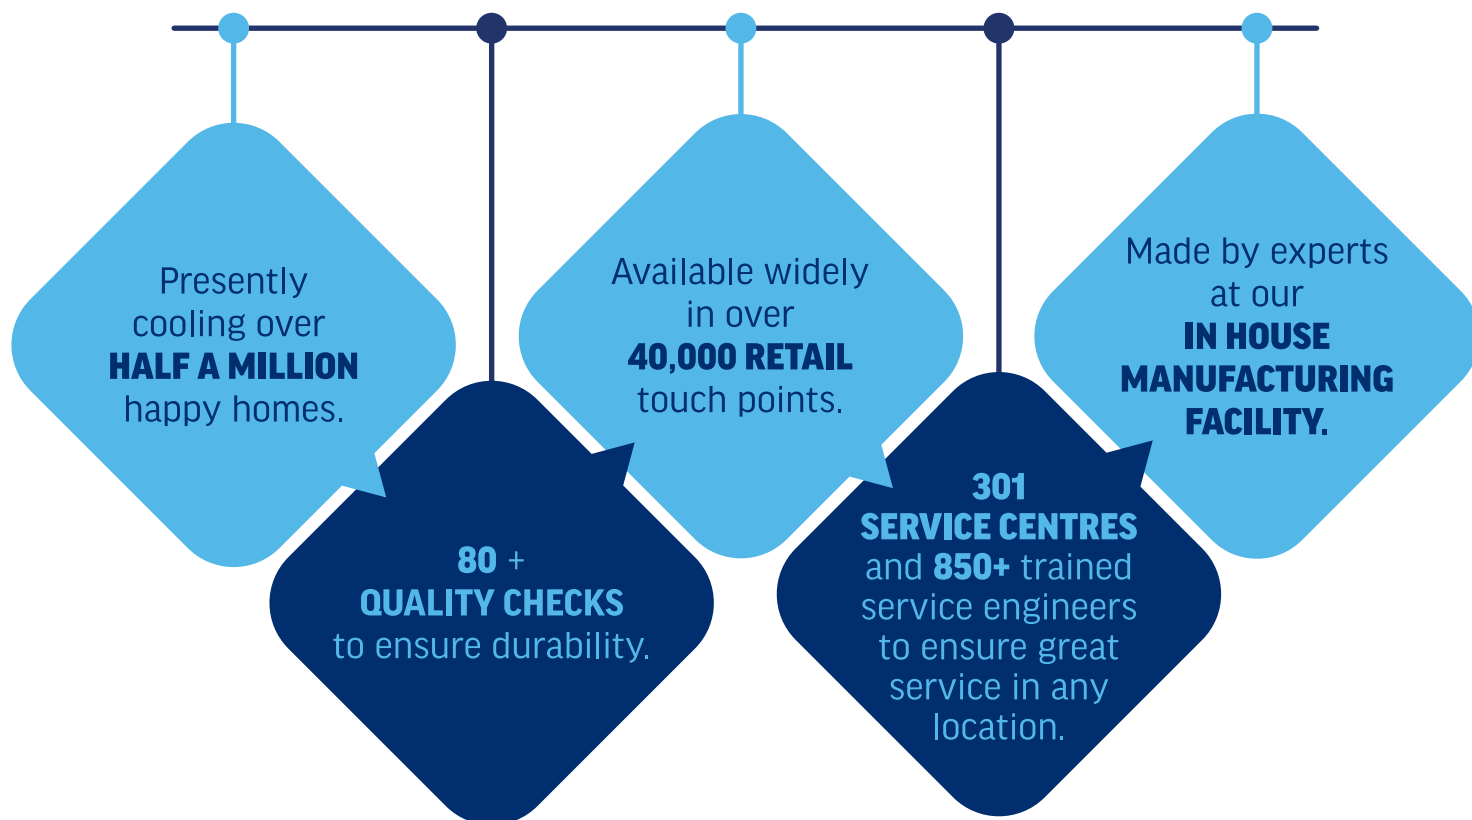 Presently
cooling over
HALF A MILLION
happy homes.
80 +
QUALITY CHECKS
to ensure durability.
Available widely
in over
40,000 RETAIL
touch points.
301
SERVICE CENTRES
and 850+ trained
service engineers
to ensure great
service in any
location.
Made by experts
at our
IN HOUSE
MANUFACTURING
FACILITY.